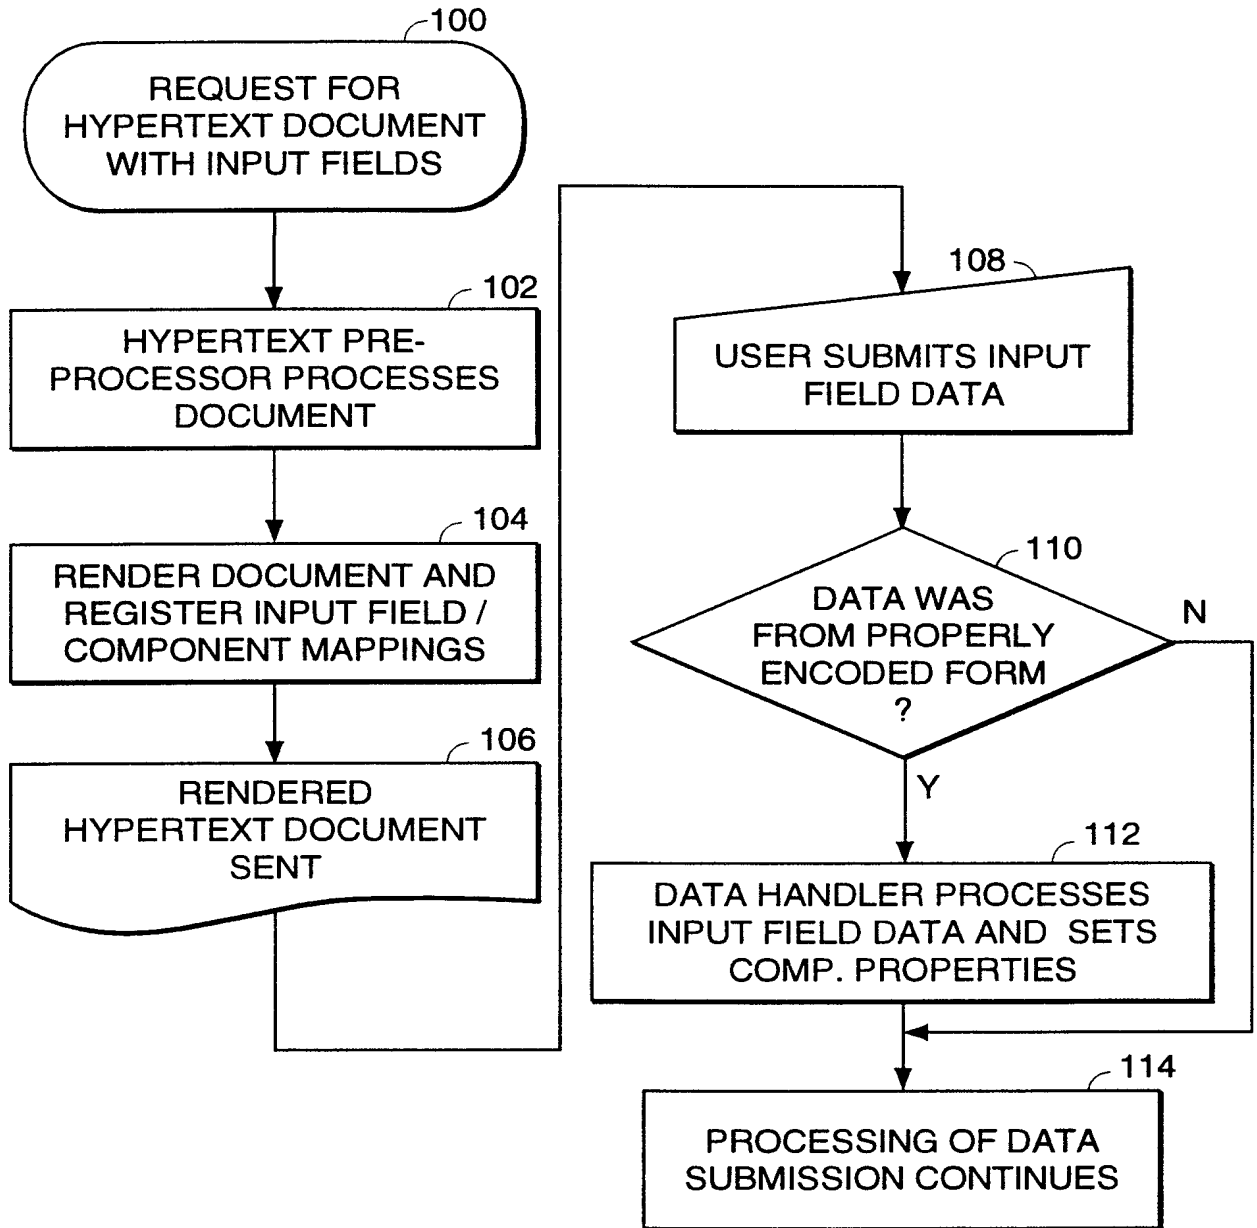 100
REQUEST FOR
HYPERTEXT DOCUMENT
WITH INPUT FIELDS
102
HYPERTEXT PRE-
PROCESSOR PROCESSES
DOCUMENT
104
RENDER DOCUMENT AND
REGISTER INPUT FIELD /
COMPONENT MAPPINGS
106
RENDERED
HYPERTEXT DOCUMENT
SENT
108
USER SUBMITS INPUT
FIELD DATA
110
DATA WAS
FROM PROPERLY
ENCODED FORM
?
N
Y
112
DATA HANDLER PROCESSES
INPUT FIELD DATA AND SETS
COMP. PROPERTIES
114
PROCESSING OF DATA
SUBMISSION CONTINUES